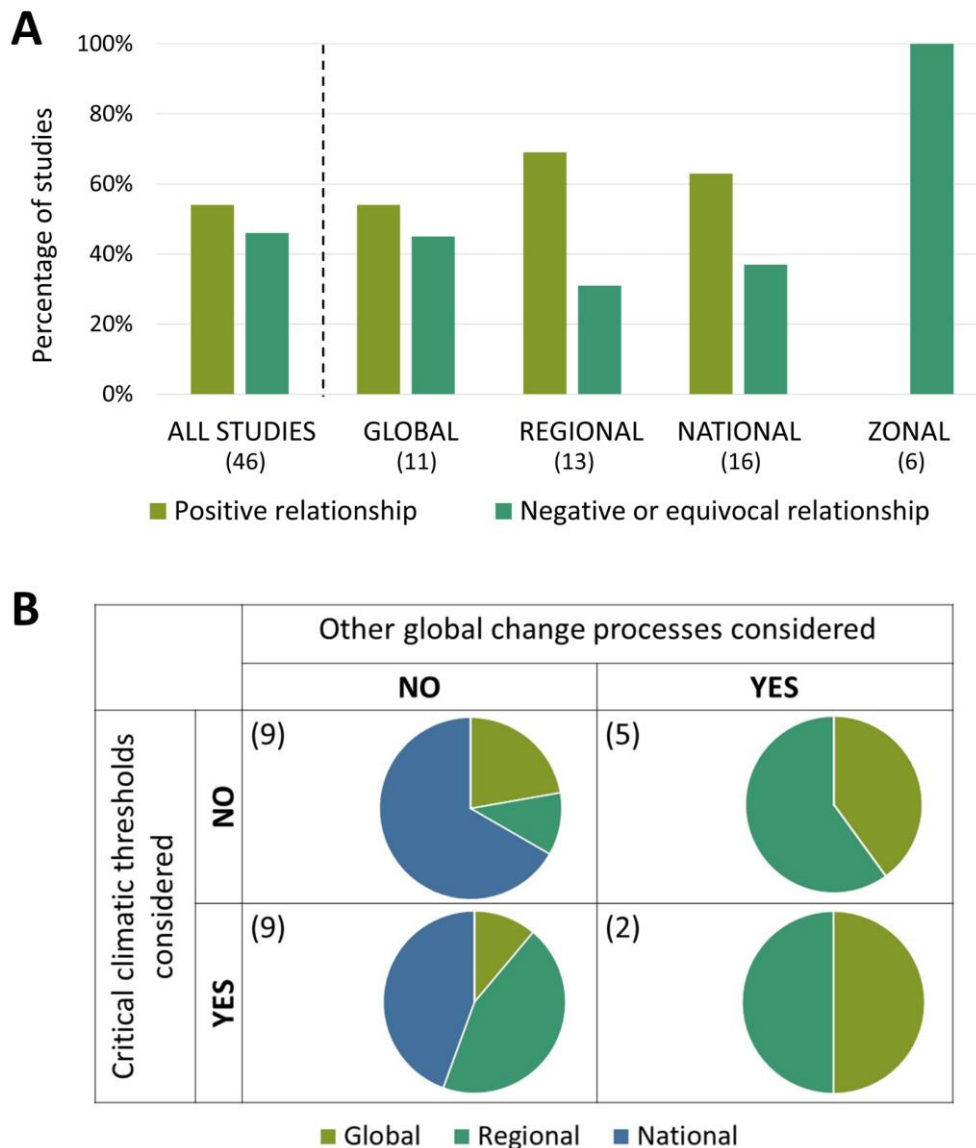 A
100%
80%
60%
40%
20%
0%
Percentage of studies
ALL STUDIES
(46)
GLOBAL
(11)
REGIONAL
(13)
NATIONAL
(16)
ZONAL
(6)
Positive relationship
Negative or equivocal relationship
B
Other global change processes considered
NO
YES
Critical climatic thresholds
considered
NO
(9)
(5)
YES
(9)
(2)
Global
Regional
National